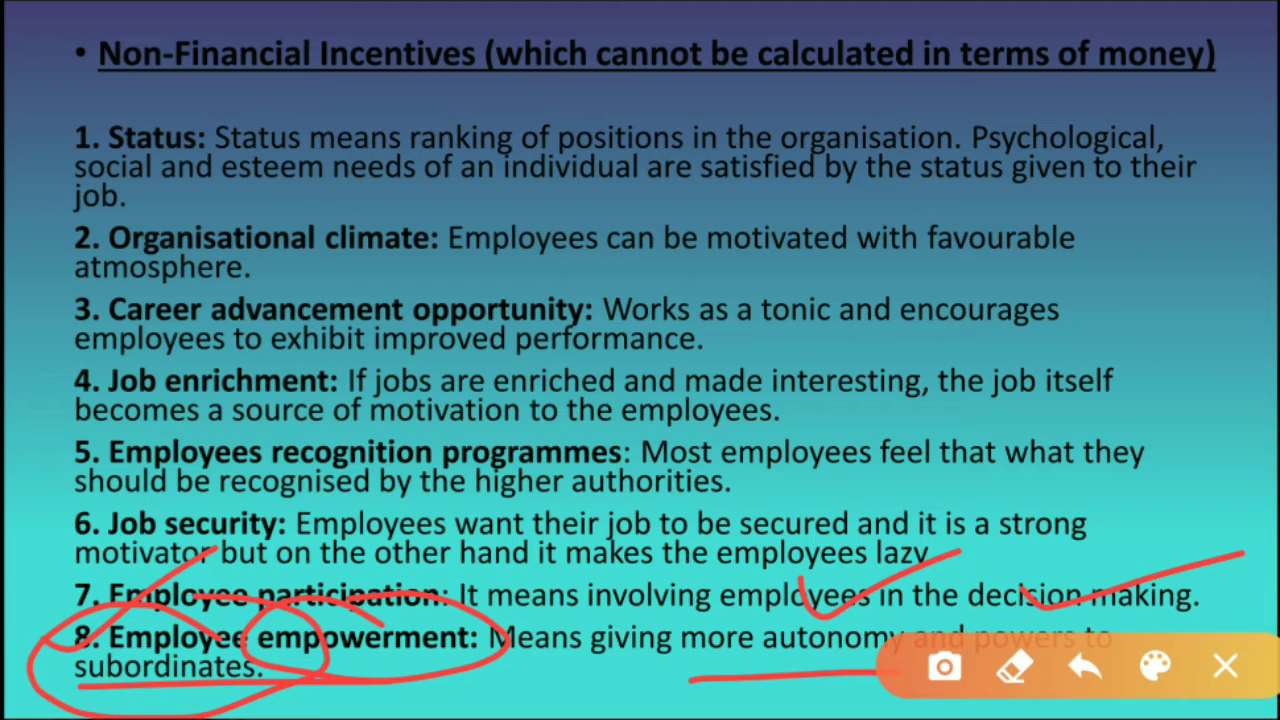 • Non-Financial Incentives (which cannot be calculated in terms of money)
1. Status: Status means ranking of positions in the organisation. Psychological,
social and esteem needs of an individual are satisfied by the status given to their
job.
2. Organisational climate: Employees can be motivated with favourable
atmosphere.
3. Career advancement opportunity: Works as a tonic and encourages
employees to exhibit improved performance.
4. Job enrichment: If jobs are enriched and made interesting, the job itself
becomes a source of motivation to the employees.
5. Employees recognition programmes: Most employees feel that what they
should be recognised by the higher authorities.
6. Job security: Employees want their job to be secured and it is a strong
motivator but on the other hand it makes the employees lazy
7. Employee participation: It means involving employees in the decision making.
8. Employee empowerment: Means giving more autonomy and powers to
subordinates.